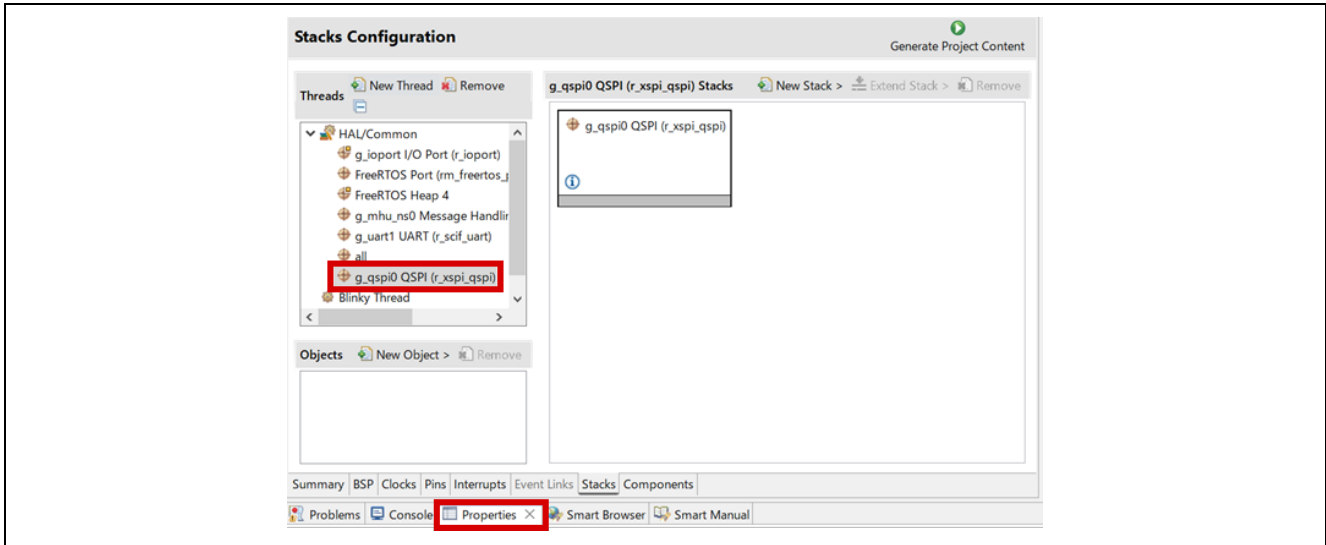 Stacks Configuration
Generate Project Content
Threads New Thread Remove
HAL/Common
g_ioport I/O Port (r_ioport)
FreeRTOS Port (rm_freertos_p
FreeRTOS Heap 4
g_mhu_ns0 Message Handlin
g_uart1 UART (r_scif_uart)
all
g_qspi0 QSPI (r_xspi_qspi)
Blinky Thread
Objects New Object > Remove
g_qspi0 QSPI (r_xspi_qspi) Stacks New Stack > Extend Stack > Remove
g_qspi0 QSPI (r_xspi_qspi)
Summary BSP Clocks Pins Interrupts Event Links Stacks Components
Problems Console Properties Smart Browser Smart Manual